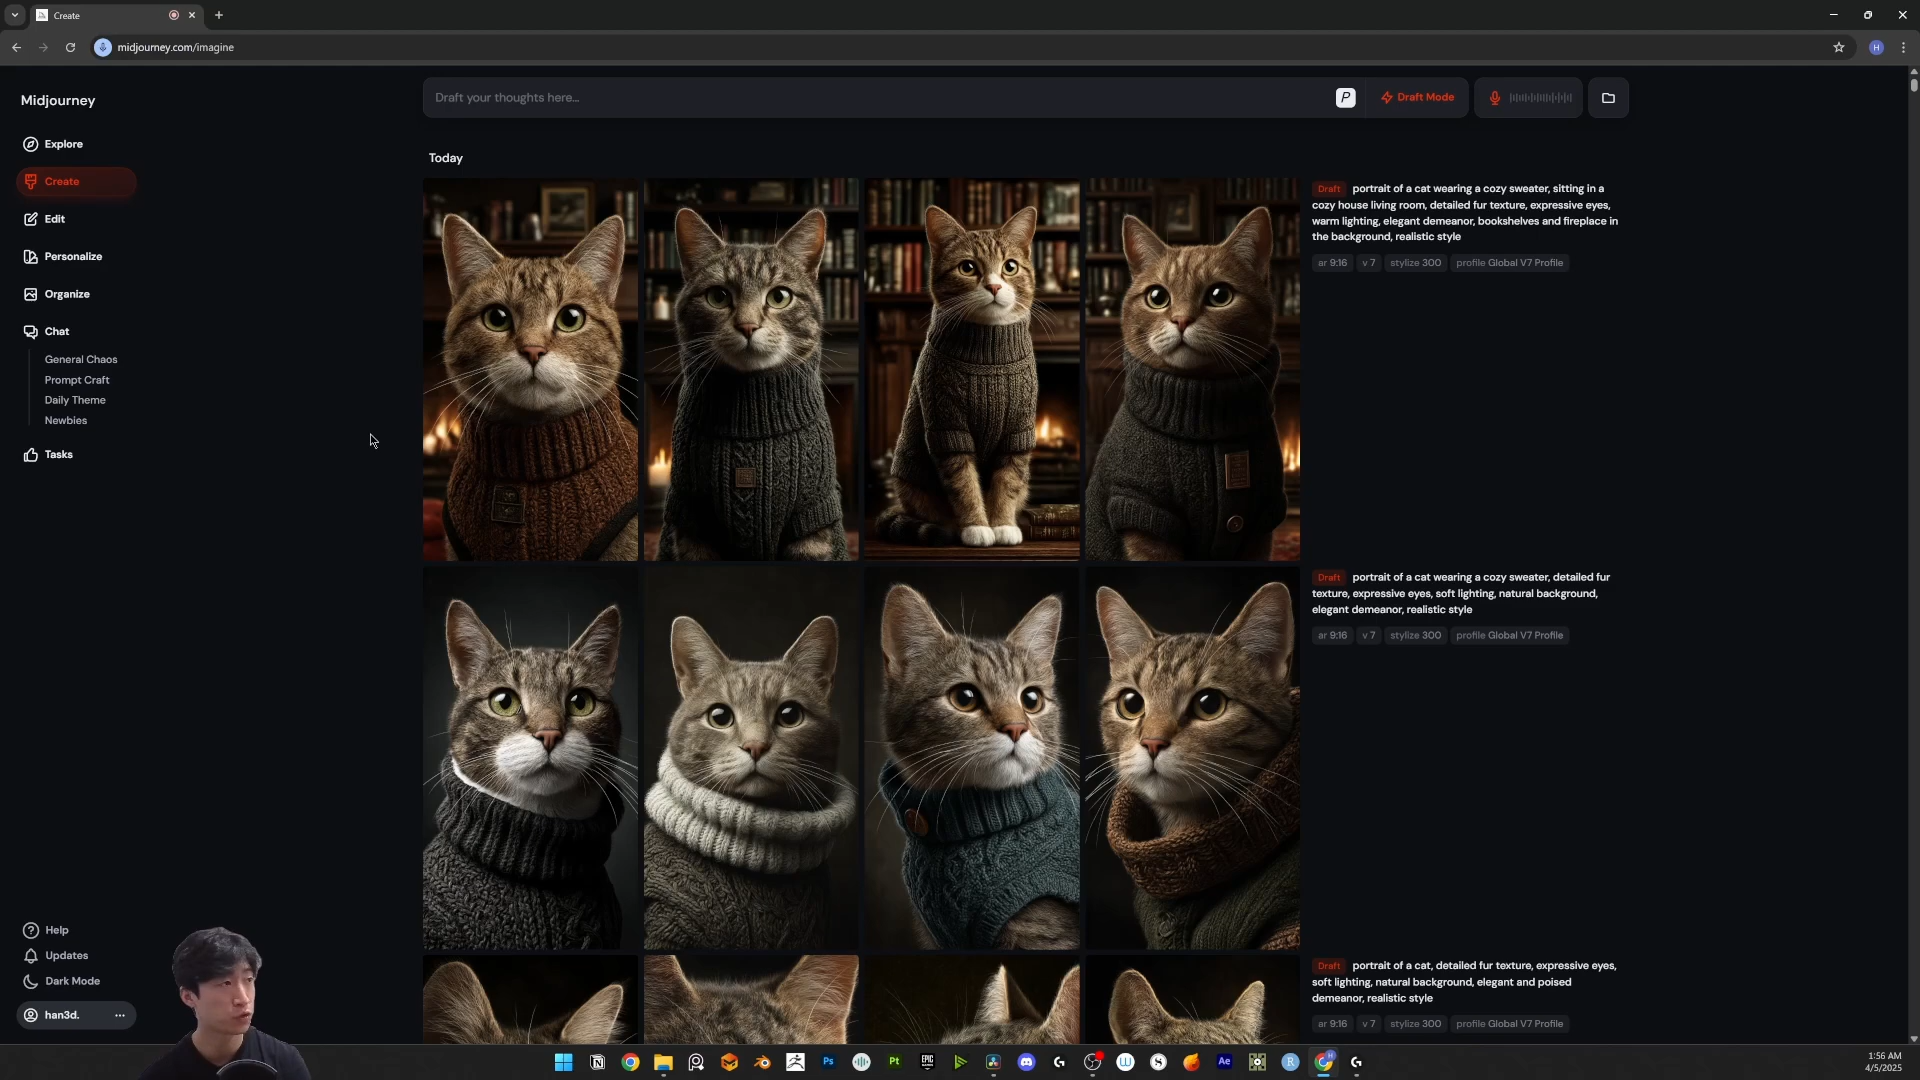 Create
midjourney.com/imagine
H
Midjourney
Explore
Create
Edit
Personalize
Organize
Chat
General Chaos
Prompt Craft
Daily Theme
Newbies
Tasks
Help
Updates
Dark Mode
han3d.
Draft your thoughts here...
P
Draft Mode
Today
Draft portrait of a cat wearing a cozy sweater, sitting in a
cozy house living room, detailed fur texture, expressive eyes,
warm lighting, elegant demeanor, bookshelves and fireplace in
the background, realistic style
ar 9:16 v 7 stylize 300 profile Global V7 Profile
Draft portrait of a cat wearing a cozy sweater, detailed fur
texture, expressive eyes, soft lighting, natural background,
elegant demeanor, realistic style
ar 9:16 v 7 stylize 300 profile Global V7 Profile
Draft portrait of a cat, detailed fur texture, expressive eyes,
soft lighting, natural background, elegant and poised
demeanor, realistic style
ar 9:16 v 7 stylize 300 profile Global V7 Profile
Ps
Pt
EPIC
W
S
Ae
R
1:56 AM
4/5/2025